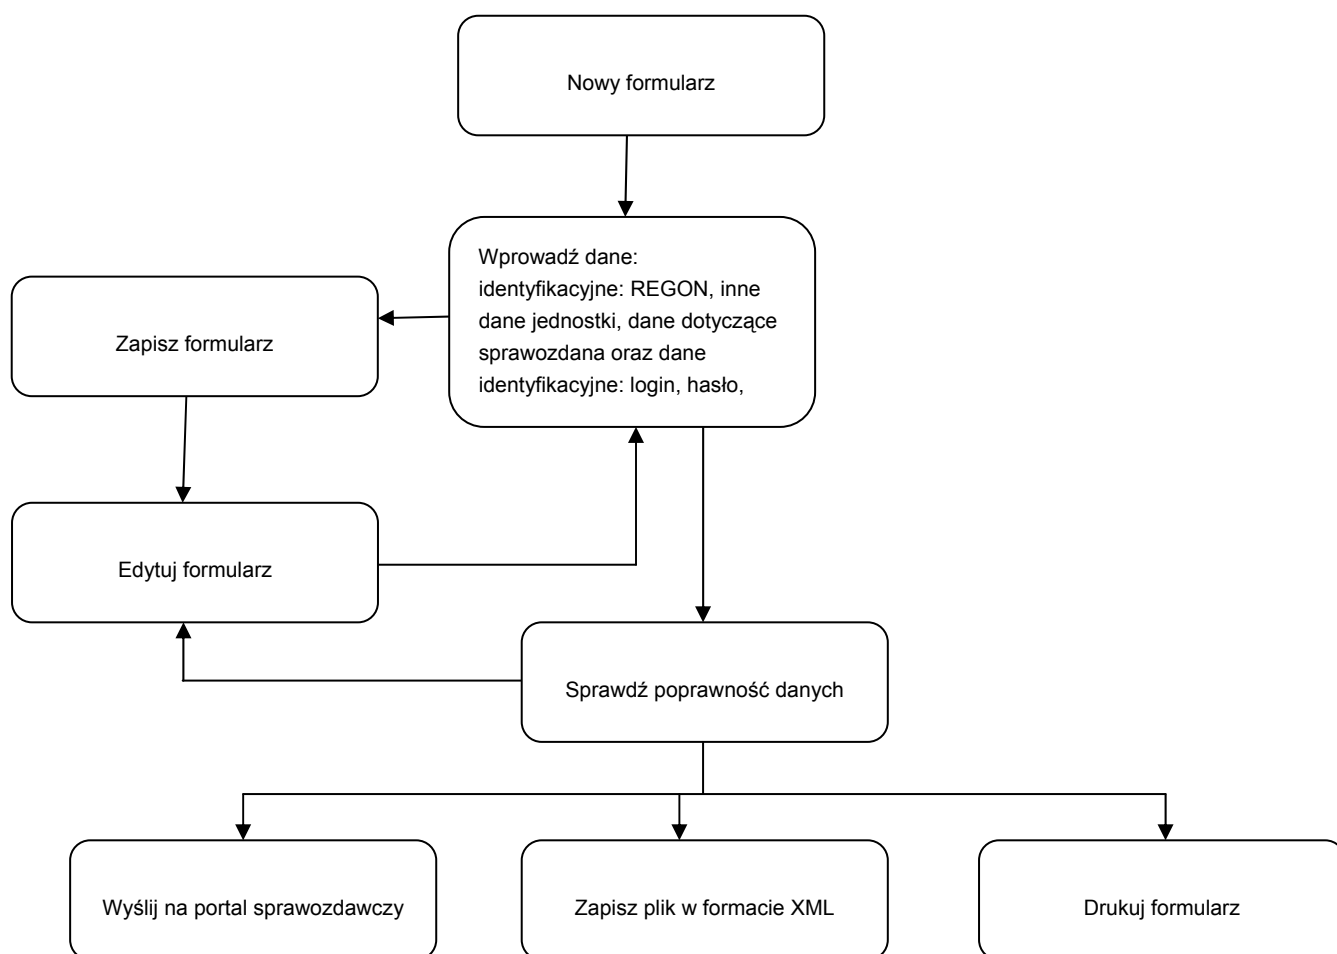 Nowy formularz
Wprowadź dane:
identyfikacyjne: REGON, inne
dane jednostki, dane dotyczące
sprawozdana oraz dane
identyfikacyjne: login, hasło,
Zapisz formularz
Edytuj formularz
Sprawdź poprawność danych
Wyślij na portal sprawozdawczy
Zapisz plik w formacie XML
Drukuj formularz